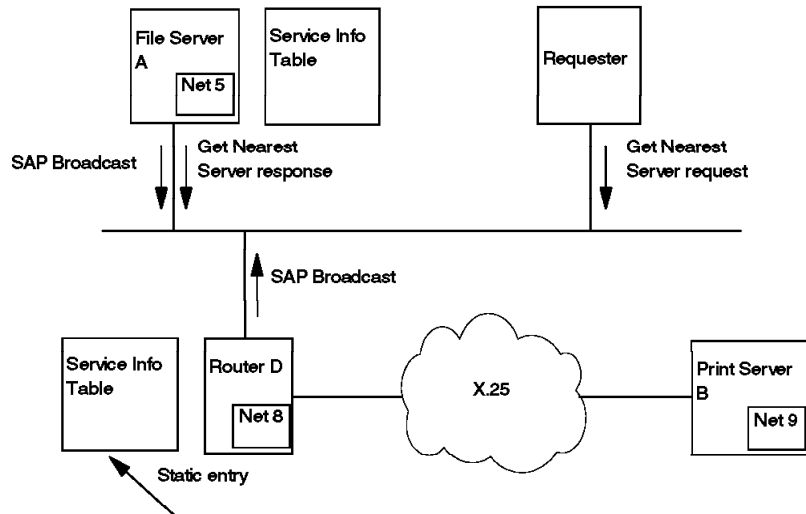 File Server
A
Net 5
Service Info
Table
Requester
SAP Broadcast
Get Nearest
Server response
Get Nearest
Server request
SAP Broadcast
Service Info
Table
Router D
Net 8
X.25
Print Server
B
Net 9
Static entry